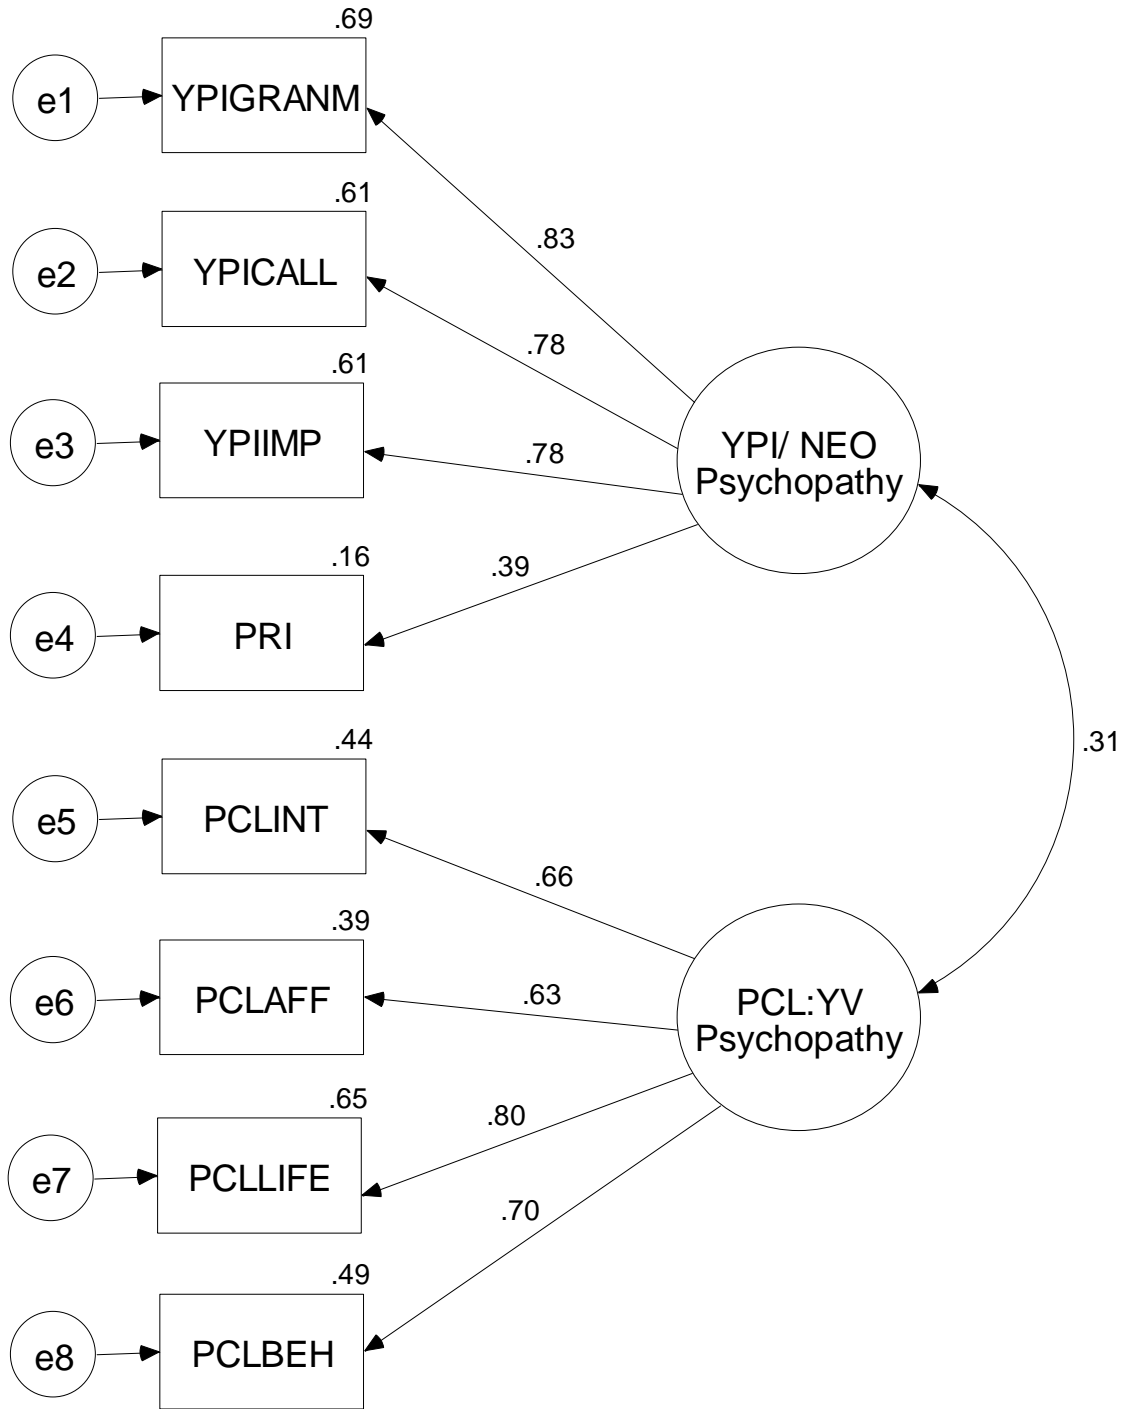 .69
e1
YPIGRANM
.83
.61
e2
YPICALL
.78
.61
e3
YPIIMP
.78
YPI/ NEO
Psychopathy
.16
e4
PRI
.39
.31
.44
e5
PCLINT
.66
.39
e6
PCLAFF
.63
PCL:YV
Psychopathy
.65
e7
PCLLIFE
.80
.70
.49
e8
PCLBEH